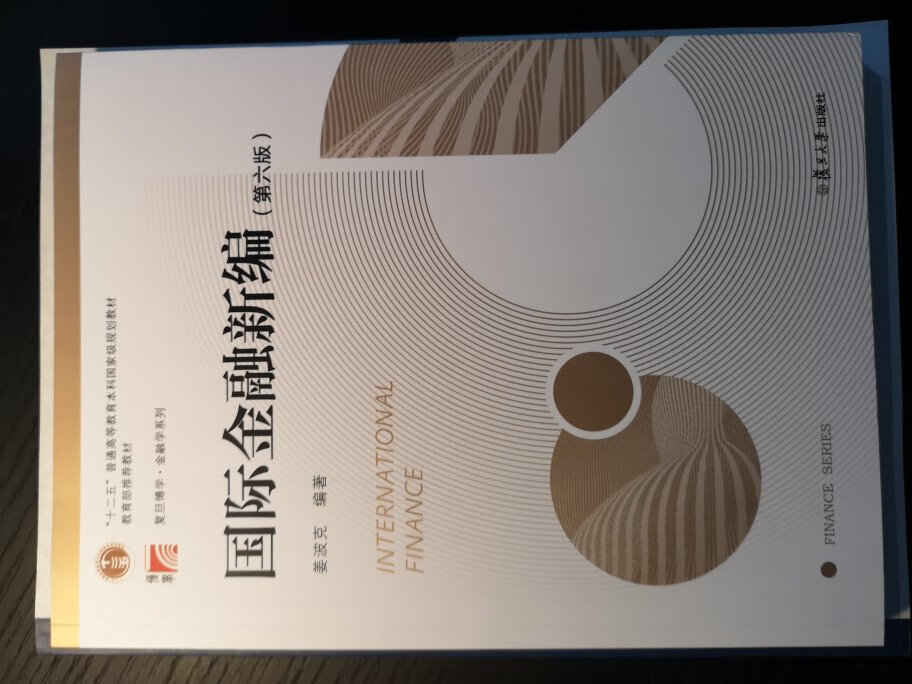 “十二五”普通高等教育本科国家级规划教材
教育部推荐教材
博学
复旦博学·金融学系列
国际金融新编（第六版）
姜波克 编著
INTERNATIONAL
FINANCE
FINANCE SERIES
復旦大學出版社